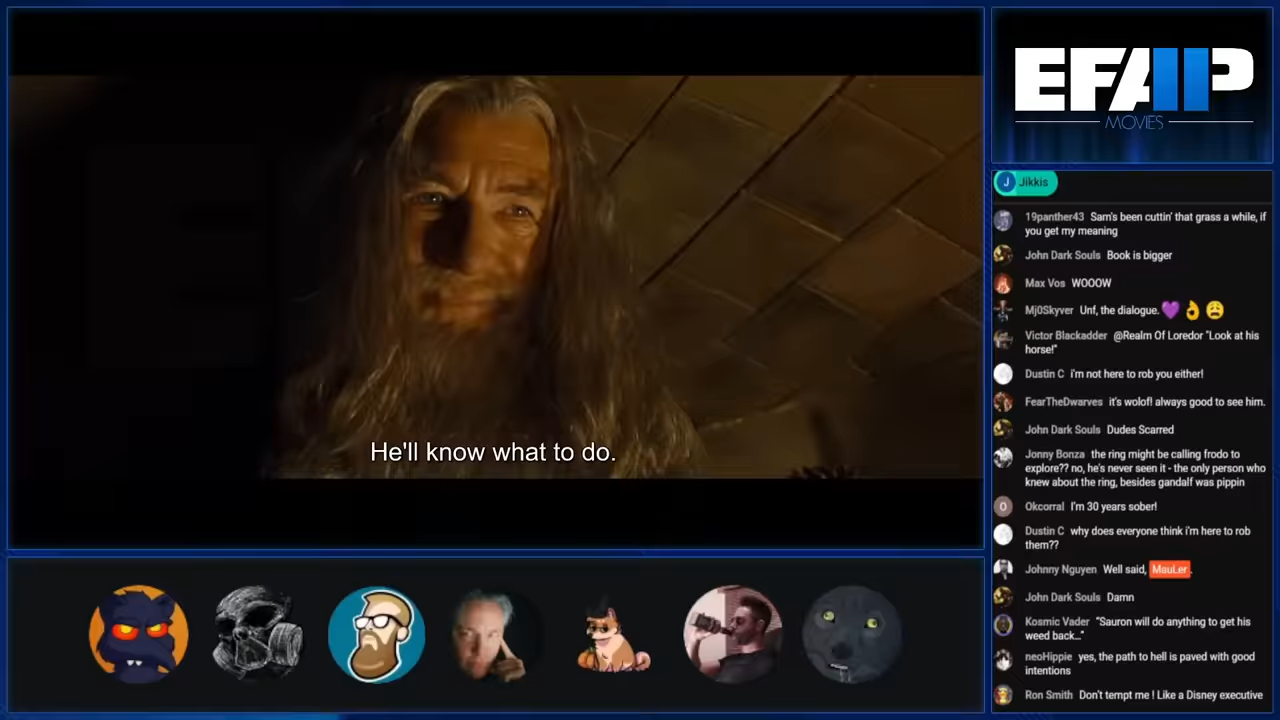 He'll know what to do.
EFAP
MOVIES
J Jikkis
19panther43 Sam's been cuttin' that grass a while, if
you get my meaning
John Dark Souls Book is bigger
Max Vos WOOOW
Mj0Skyver Unf, the dialogue.💜👌😩
Victor Blackadder @Realm Of Loredor "Look at his
horse!"
Dustin C i'm not here to rob you either!
FearTheDwarves it's wolof! always good to see him.
John Dark Souls Dudes Scarred
Jonny Bonza the ring might be calling frodo to
explore?? no, he's never seen it - the only person who
knew about the ring, besides gandalf was pippin
O Okcorral I'm 30 years sober!
Dustin C why does everyone think i'm here to rob
them??
Johnny Nguyen Well said, MauLer.
John Dark Souls Damn
Kosmic Vader “Sauron will do anything to get his
weed back...”
neoHippie yes, the path to hell is paved with good
intentions
Ron Smith Don't tempt me ! Like a Disney executive